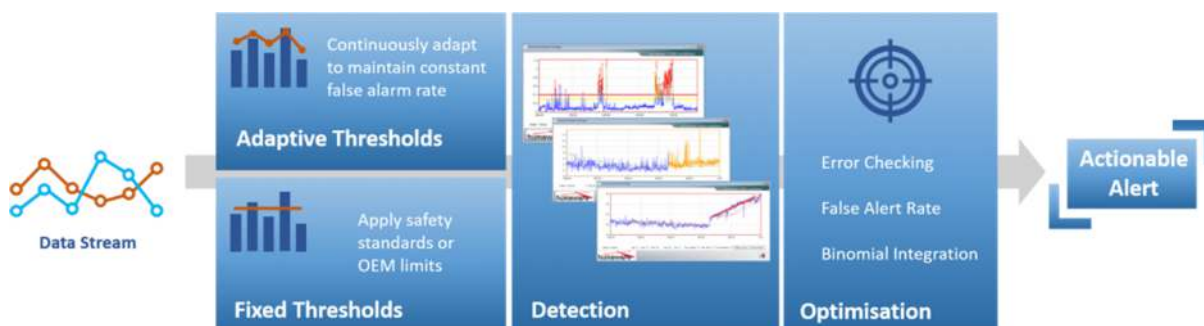 Data Stream
Continuously adapt
to maintain constant
false alarm rate
Adaptive Thresholds
Apply safety
standards or
OEM limits
Fixed Thresholds
Detection
Error Checking
False Alert Rate
Binomial Integration
Optimisation
Actionable
Alert